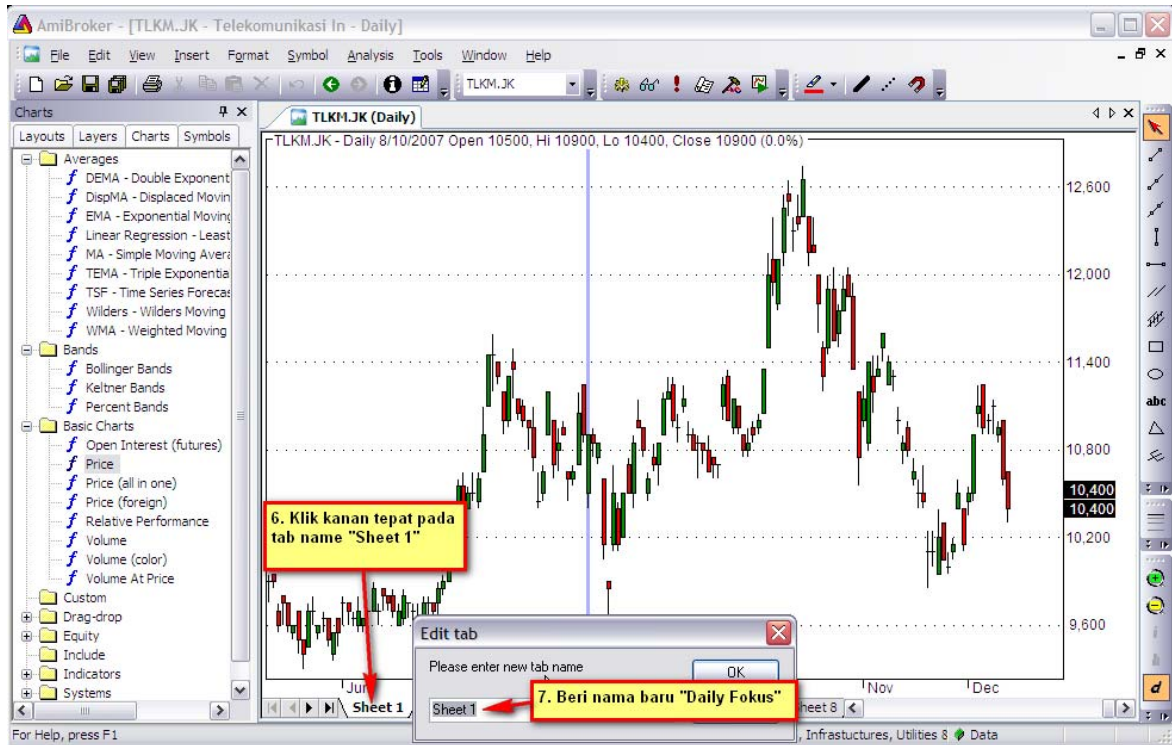 AmiBroker - [TLKM.JK - Telekomunikasi In - Daily]
File Edit View Insert Format Symbol Analysis Tools Window Help
TLKM.JK
Charts
Layouts Layers Charts Symbols
TLKM.JK (Daily)
TLKM.JK - Daily 8/10/2007 Open 10500, Hi 10900, Lo 10400, Close 10900 (0.0%)
Averages
DEMA - Double Exponent
DispMA - Displaced Movin
EMA - Exponential Moving
Linear Regression - Least
MA - Simple Moving Avera
TEMA - Triple Exponentia
TSF - Time Series Forecas
Wilders - Wilders Moving
WMA - Weighted Moving
Bands
Bollinger Bands
Keltner Bands
Percent Bands
Basic Charts
Open Interest (futures)
Price
Price (all in one)
Price (foreign)
Relative Performance
Volume
Volume (color)
Volume At Price
Custom
Drag-drop
Equity
Include
Indicators
Systems
12,600
12,000
11,400
10,800
10,400
10,400
10,200
9,600
abc
d
6. Klik kanan tepat pada
tab name "Sheet 1"
Edit tab
Please enter new tab name
OK
Sheet 1
7. Beri nama baru "Daily Fokus"
Jun
Nov Dec
Sheet 1
heet 8
For Help, press F1
, Infrastuctures, Utilities & Data